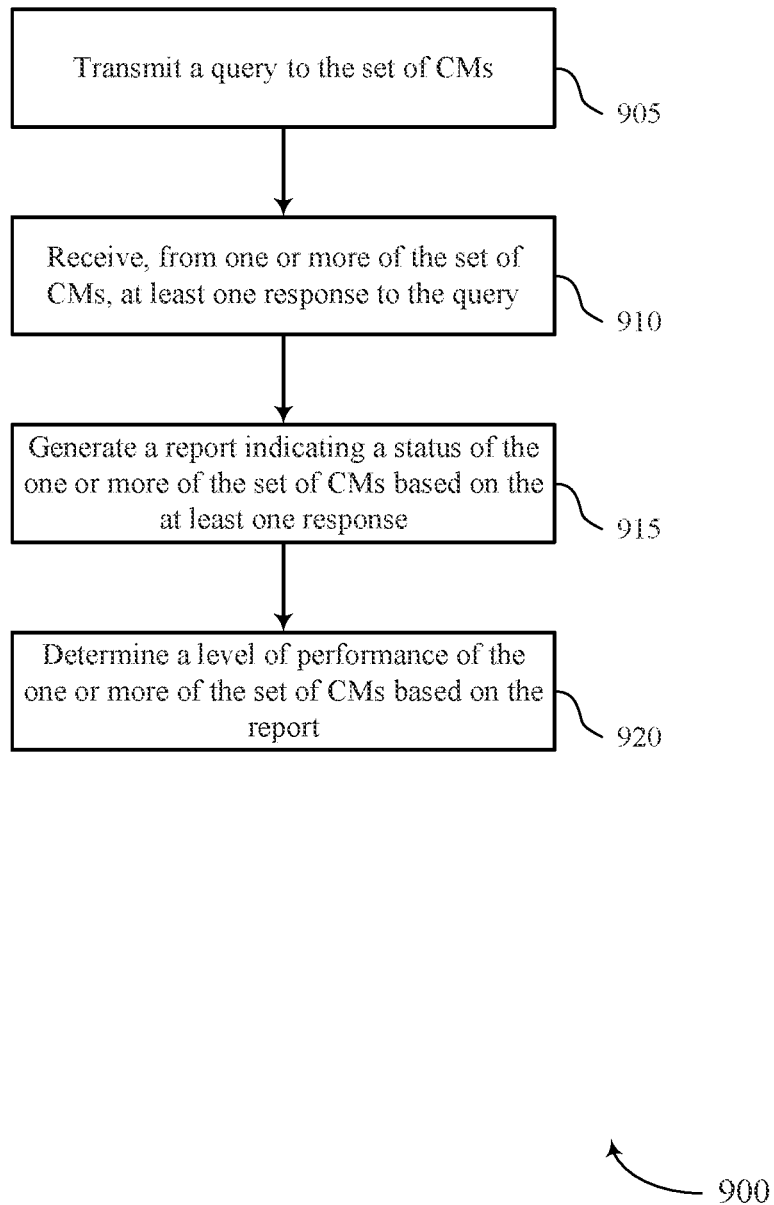 Transmit a query to the set of CMs
905
Receive, from one or more of the set of
CMs, at least one response to the query
910
Generate a report indicating a status of the
one or more of the set of CMs based on the
at least one response
915
Determine a level of performance of the
one or more of the set of CMs based on the
report
920
900